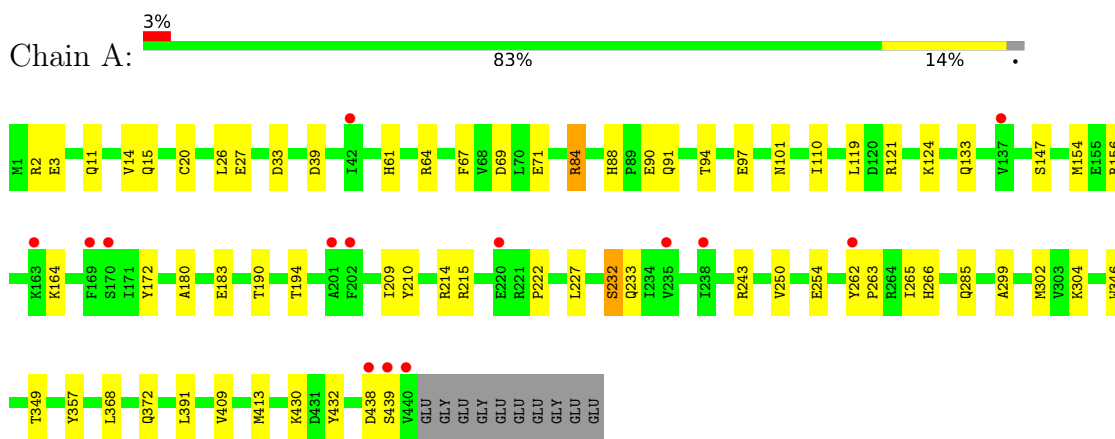 3%
Chain A:
83% 14% •
M1 R2 E3 Q11 V14 Q15 C20 L26 E27 D33 D39 I42 H61 R64 F67 V68 D69 L70 E71 R84 H88 P89 E90 Q91 T94 E97 N101 I110 L119 D120 R121 K124 Q133 V137 S147 M154 E155 R156
K163 K164 F169 S170 I171 Y172 A180 E183 T190 T194 A201 F202 I209 Y210 R214 R215 E220 R221 P222 L227 S232 Q233 I234 V235 I238 R243 V250 E254 Y262 P263 R264 I265 H266 Q285 A299 M302 V303 K304
T349 Y357 L368 Q372 L391 V409 M413 K430 D431 Y432 D438 S439 V440 GLU GLY GLU GLY GLU GLU GLU GLY GLU GLU